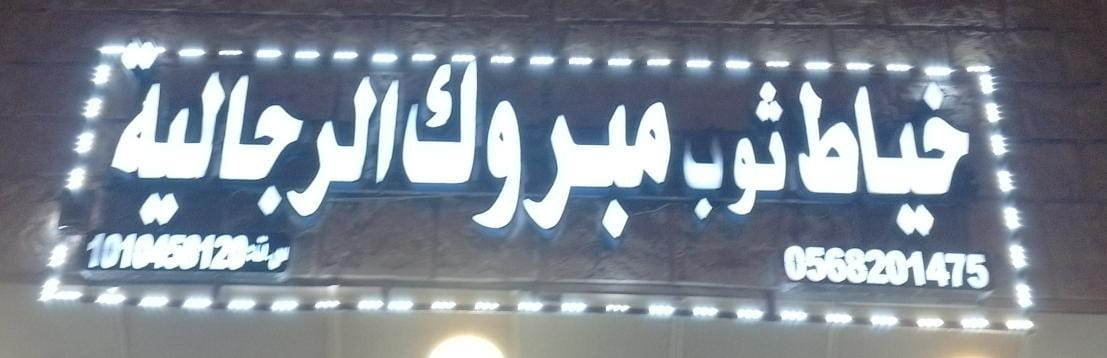 خياط ثوب مبروك الرجالية
0568201475
س.ت: 1010450120